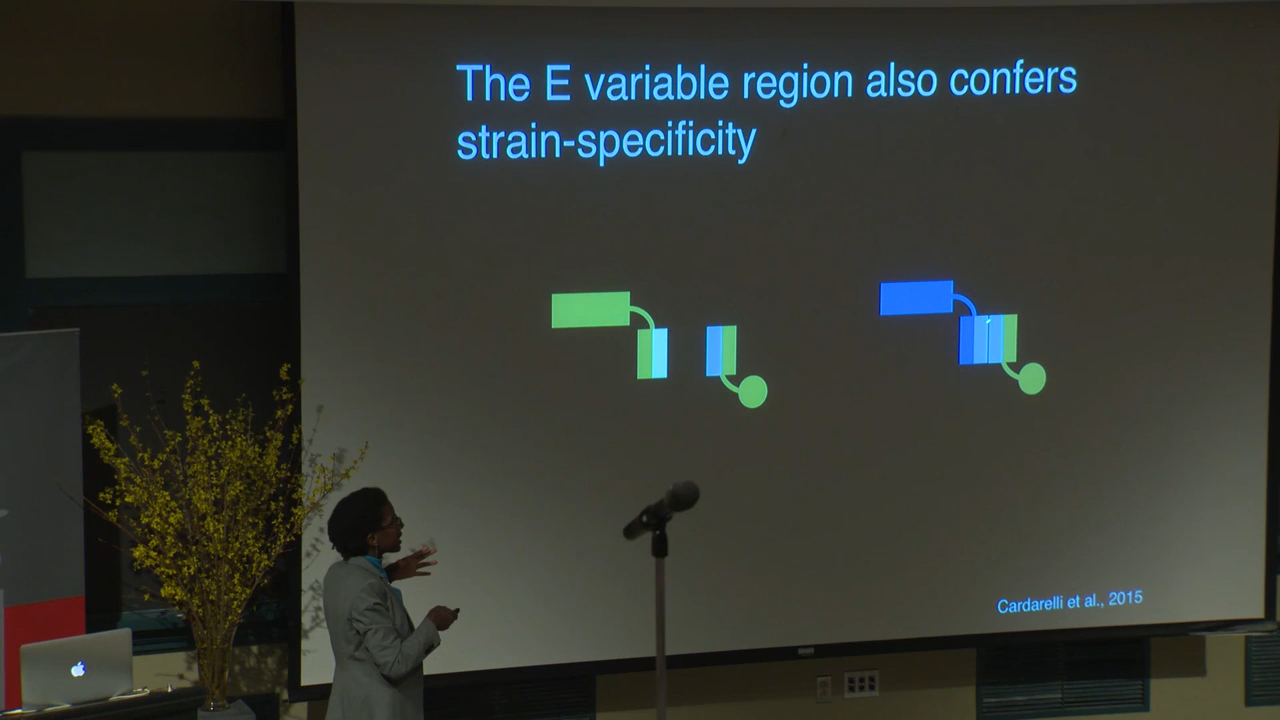 The E variable region also confers
strain-specificity
Cardarelli et al., 2015